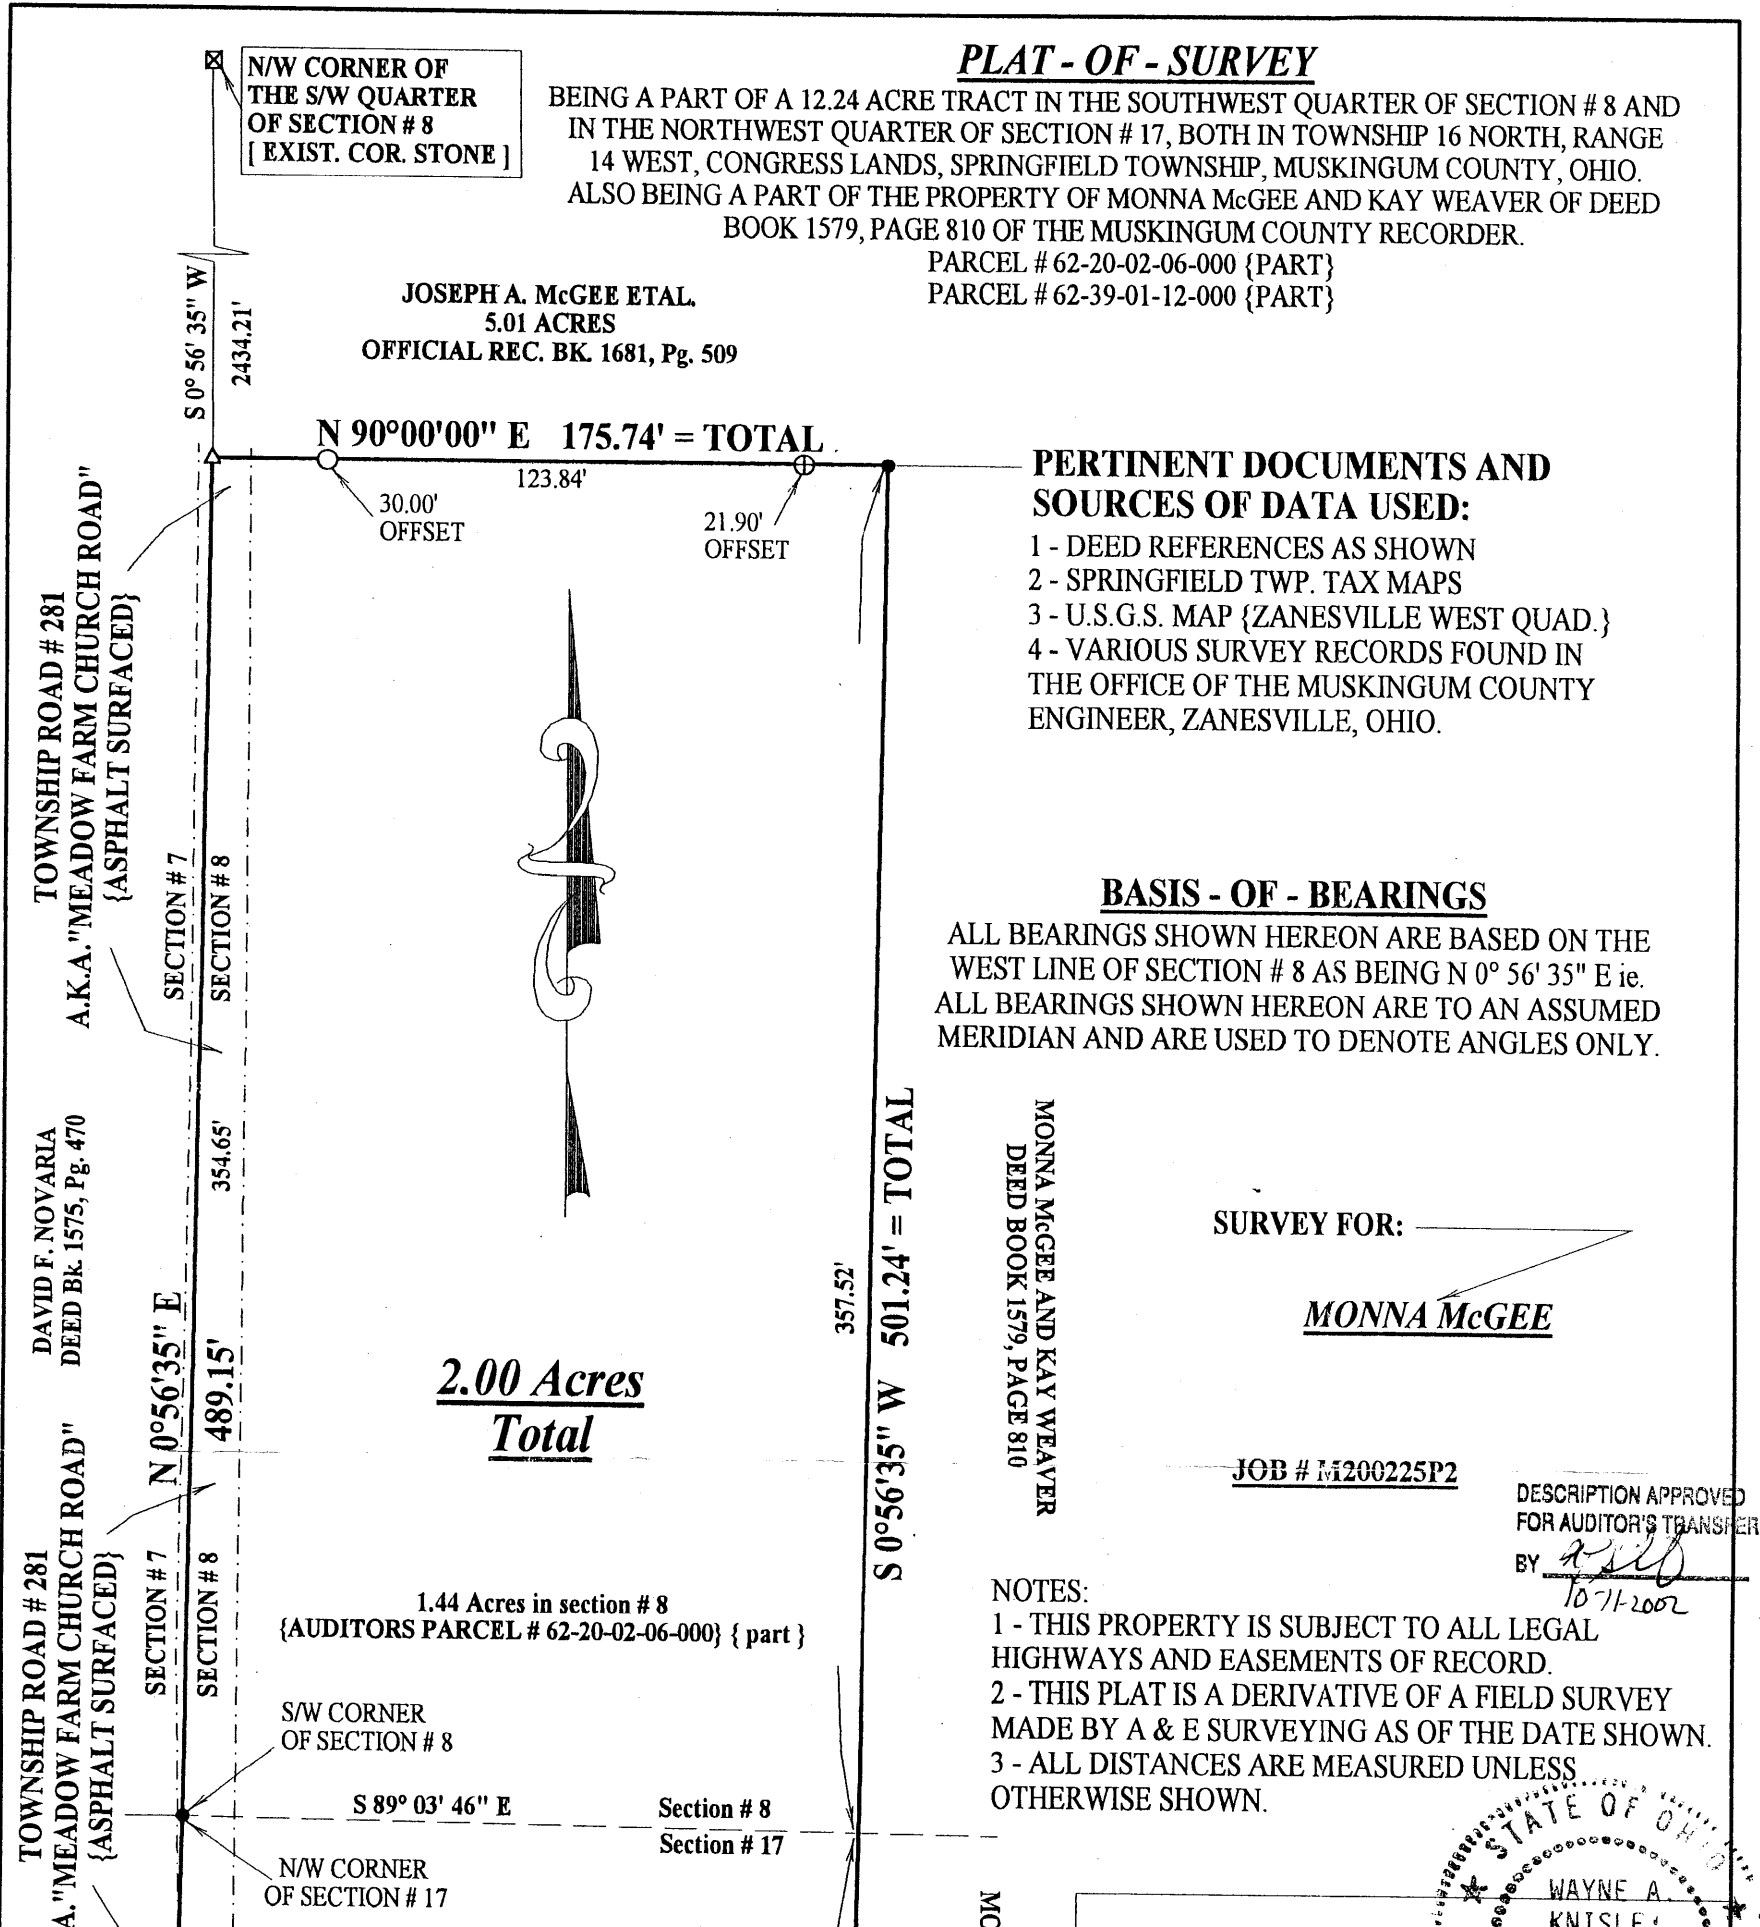 PLAT - OF - SURVEY
BEING A PART OF A 12.24 ACRE TRACT IN THE SOUTHWEST QUARTER OF SECTION # 8 AND
IN THE NORTHWEST QUARTER OF SECTION # 17, BOTH IN TOWNSHIP 16 NORTH, RANGE
14 WEST, CONGRESS LANDS, SPRINGFIELD TOWNSHIP, MUSKINGUM COUNTY, OHIO.
ALSO BEING A PART OF THE PROPERTY OF MONNA McGEE AND KAY WEAVER OF DEED
BOOK 1579, PAGE 810 OF THE MUSKINGUM COUNTY RECORDER.
PARCEL # 62-20-02-06-000 {PART}
PARCEL # 62-39-01-12-000 {PART}
N/W CORNER OF
THE S/W QUARTER
OF SECTION # 8
[ EXIST. COR. STONE ]
S 0° 56' 35" W
2434.21'
JOSEPH A. McGEE ETAL.
5.01 ACRES
OFFICIAL REC. BK. 1681, Pg. 509
N 90°00'00" E 175.74' = TOTAL
123.84'
30.00'
OFFSET
21.90'
OFFSET
PERTINENT DOCUMENTS AND
SOURCES OF DATA USED:
1 - DEED REFERENCES AS SHOWN
2 - SPRINGFIELD TWP. TAX MAPS
3 - U.S.G.S. MAP {ZANESVILLE WEST QUAD.}
4 - VARIOUS SURVEY RECORDS FOUND IN
THE OFFICE OF THE MUSKINGUM COUNTY
ENGINEER, ZANESVILLE, OHIO.
TOWNSHIP ROAD # 281
A.K.A."MEADOW FARM CHURCH ROAD"
{ASPHALT SURFACED}
SECTION # 7
SECTION # 8
BASIS - OF - BEARINGS
ALL BEARINGS SHOWN HEREON ARE BASED ON THE
WEST LINE OF SECTION # 8 AS BEING N 0° 56' 35" E ie.
ALL BEARINGS SHOWN HEREON ARE TO AN ASSUMED
MERIDIAN AND ARE USED TO DENOTE ANGLES ONLY.
DAVID F. NOVARIA
DEED Bk. 1575, Pg. 470
354.65'
N 0°56'35" E
489.15'
357.52'
S 0°56'35" W 501.24' = TOTAL
MONNA McGEE AND KAY WEAVER
DEED BOOK 1579, PAGE 810
SURVEY FOR:
MONNA McGEE
2.00 Acres
Total
JOB # M200225P2
DESCRIPTION APPROVED
FOR AUDITOR'S TRANSFER
BY
TOWNSHIP ROAD # 281
A."MEADOW FARM CHURCH ROAD"
{ASPHALT SURFACED}
SECTION # 7
SECTION # 8
1.44 Acres in section # 8
{AUDITORS PARCEL # 62-20-02-06-000} { part }
NOTES:
1 - THIS PROPERTY IS SUBJECT TO ALL LEGAL
HIGHWAYS AND EASEMENTS OF RECORD.
2 - THIS PLAT IS A DERIVATIVE OF A FIELD SURVEY
MADE BY A & E SURVEYING AS OF THE DATE SHOWN.
3 - ALL DISTANCES ARE MEASURED UNLESS
OTHERWISE SHOWN.
S/W CORNER
OF SECTION # 8
S 89° 03' 46" E
Section # 8
Section # 17
N/W CORNER
OF SECTION # 17
MO
STATE OF OHIO
WAYNE A.